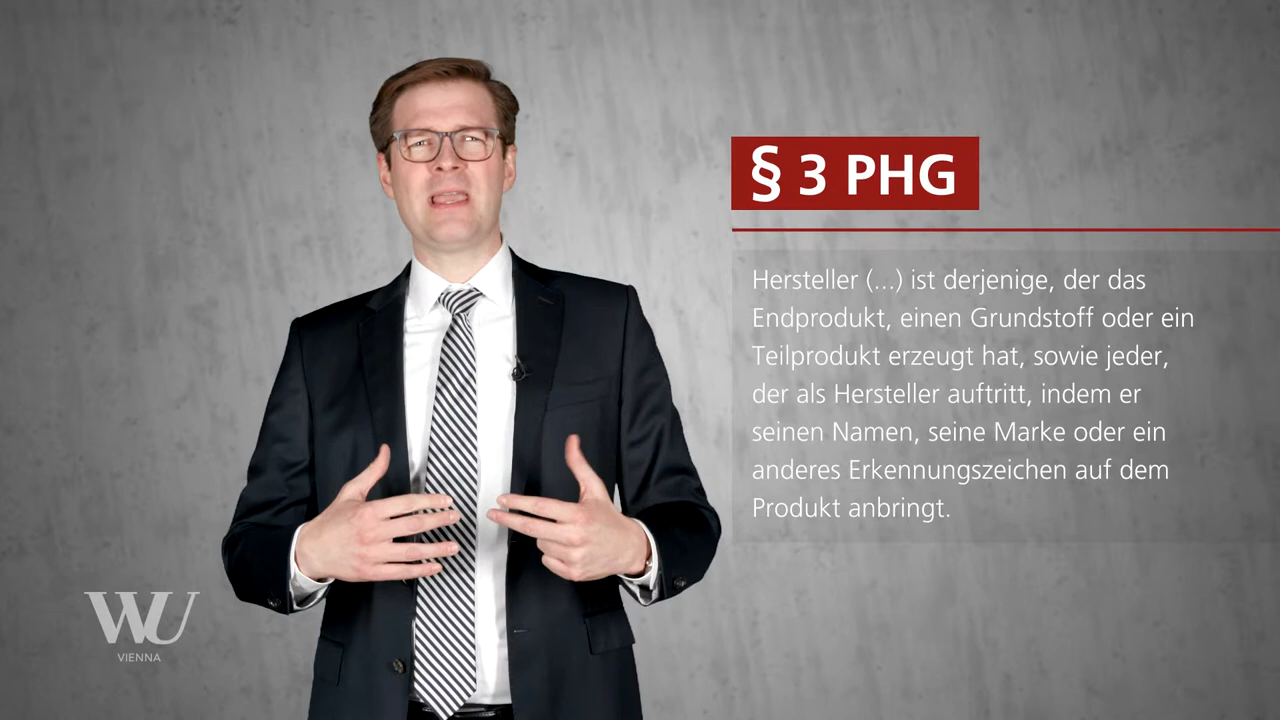 § 3 PHG
Hersteller (...) ist derjenige, der das
Endprodukt, einen Grundstoff oder ein
Teilprodukt erzeugt hat, sowie jeder,
der als Hersteller auftritt, indem er
seinen Namen, seine Marke oder ein
anderes Erkennungszeichen auf dem
Produkt anbringt.
WU
VIENNA